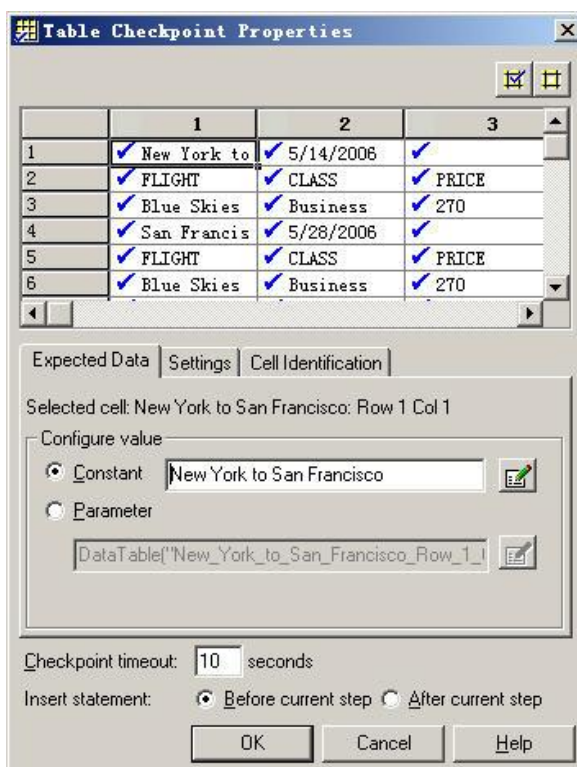 Table Checkpoint Properties
1 2 3
1 New York to 5/14/2006
2 FLIGHT CLASS PRICE
3 Blue Skies Business 270
4 San Francis 5/28/2006
5 FLIGHT CLASS PRICE
6 Blue Skies Business 270
Expected Data Settings Cell Identification
Selected cell: New York to San Francisco: Row 1 Col 1
Configure value
Constant New York to San Francisco
Parameter
DataTable("New_York_to_San_Francisco_Row_1_
Checkpoint timeout: 10 seconds
Insert statement: Before current step After current step
OK Cancel Help